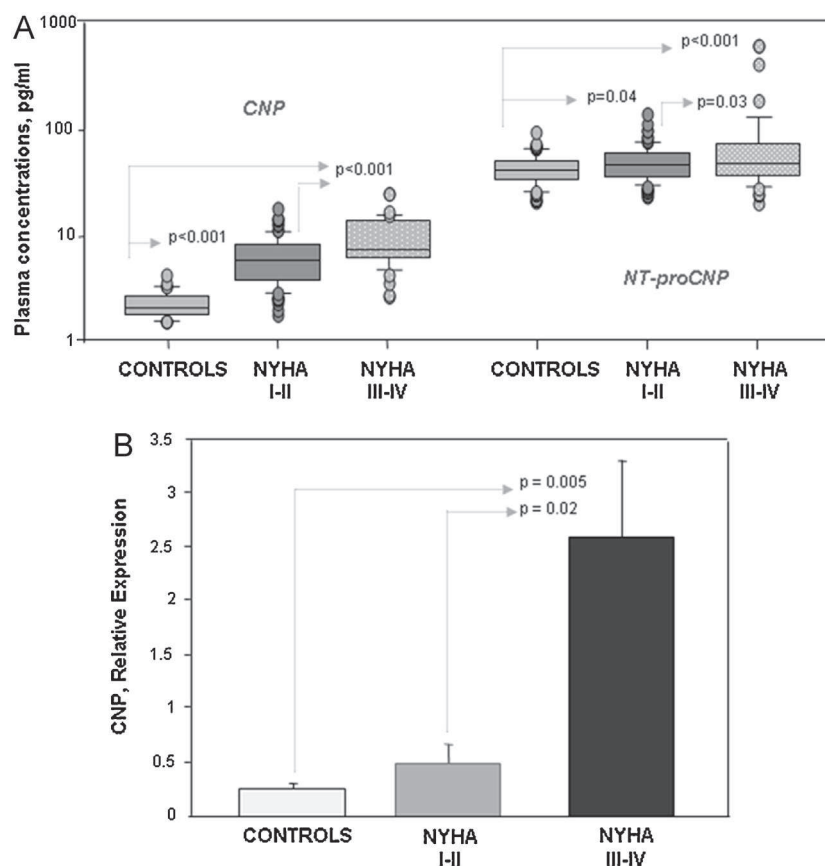 A
Plasma concentrations, pg/ml
1000
100
10
1
CNP
p<0.001
p<0.001
p<0.001
p=0.04
p=0.03
NT-proCNP
CONTROLS
NYHA
I-II
NYHA
III-IV
CONTROLS
NYHA
I-II
NYHA
III-IV
B
CNP, Relative Expression
3.5
3
2.5
2
1.5
1
0.5
0
p = 0.005
p = 0.02
CONTROLS
NYHA
I-II
NYHA
III-IV